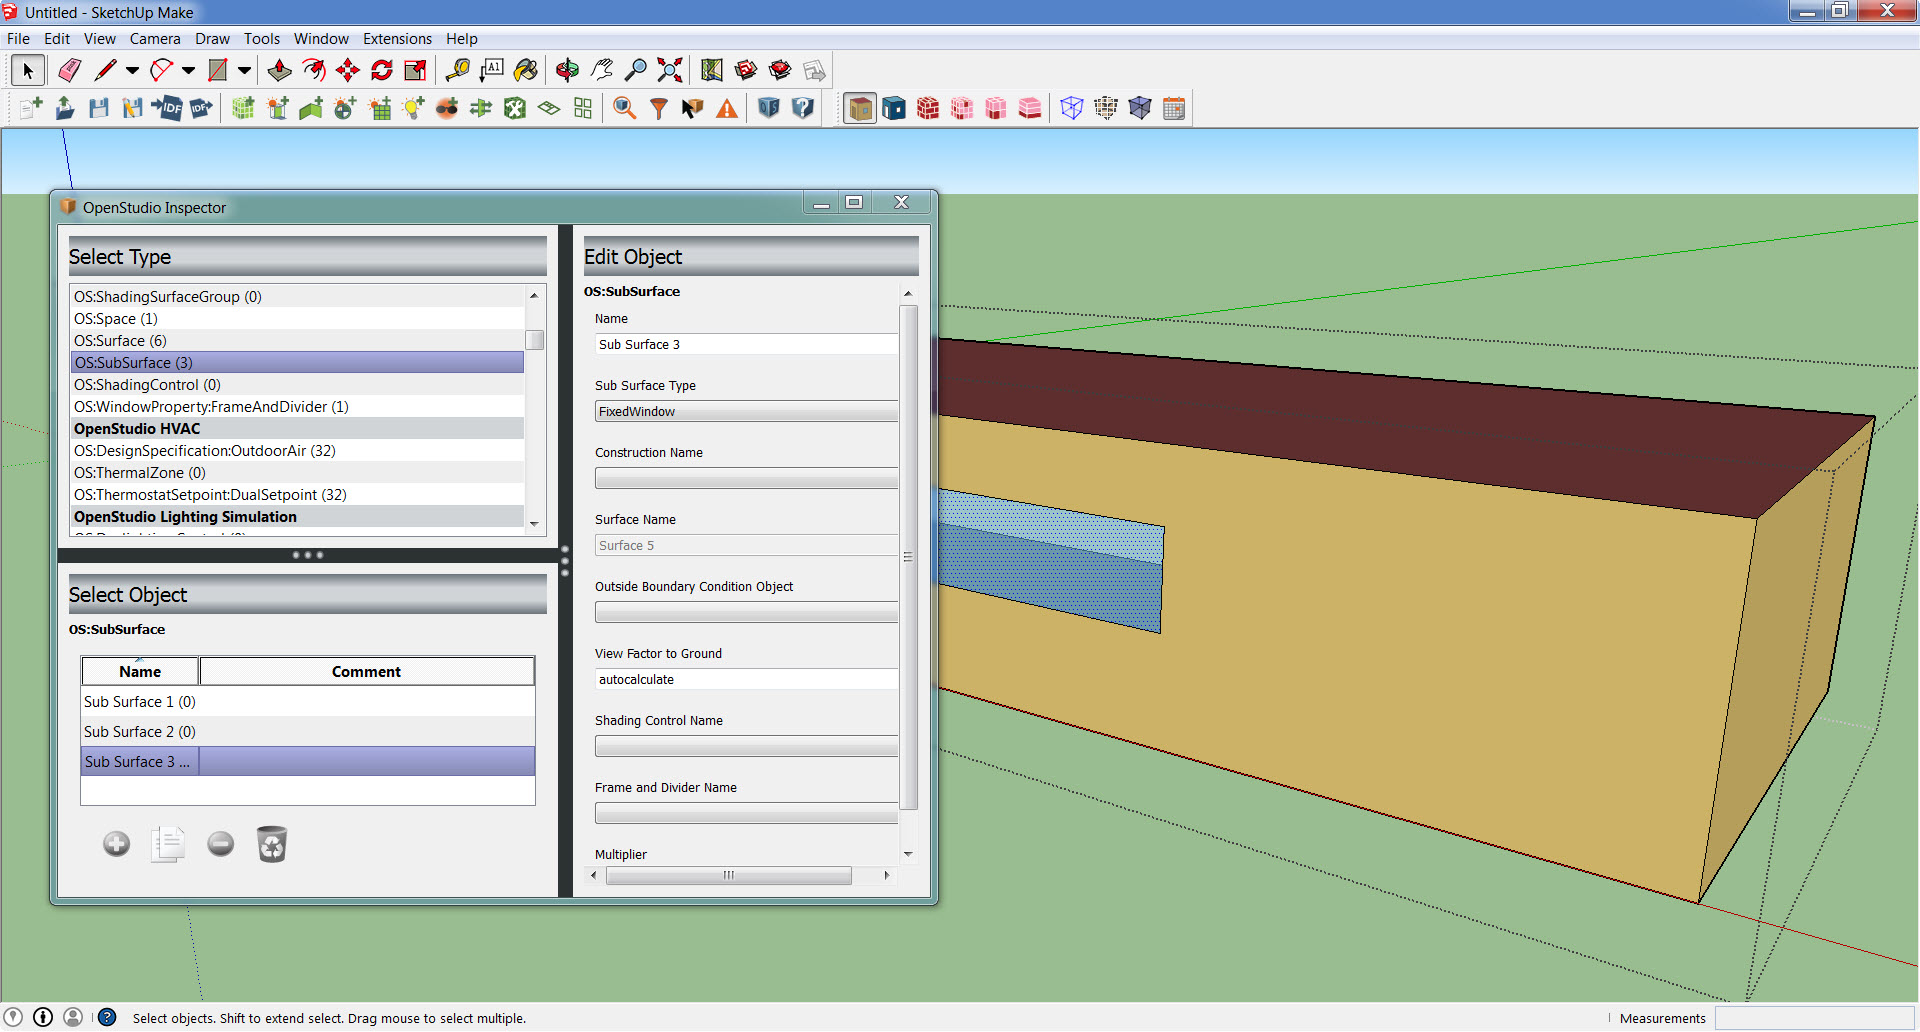 Untitled - SketchUp Make
File Edit View Camera Draw Tools Window Extensions Help
A1
IDF IDF
OpenStudio Inspector
Select Type
OS:ShadingSurfaceGroup (0)
OS:Space (1)
OS:Surface (6)
OS:SubSurface (3)
OS:ShadingControl (0)
OS:WindowProperty:FrameAndDivider (1)
OpenStudio HVAC
OS:DesignSpecification:OutdoorAir (32)
OS:ThermalZone (0)
OS:ThermostatSetpoint:DualSetpoint (32)
OpenStudio Lighting Simulation
Select Object
OS:SubSurface
Name Comment
Sub Surface 1 (0)
Sub Surface 2 (0)
Sub Surface 3 ...
Edit Object
OS:SubSurface
Name
Sub Surface 3
Sub Surface Type
FixedWindow
Construction Name
Surface Name
Surface 5
Outside Boundary Condition Object
View Factor to Ground
autocalculate
Shading Control Name
Frame and Divider Name
Multiplier
Select objects. Shift to extend select. Drag mouse to select multiple.
Measurements